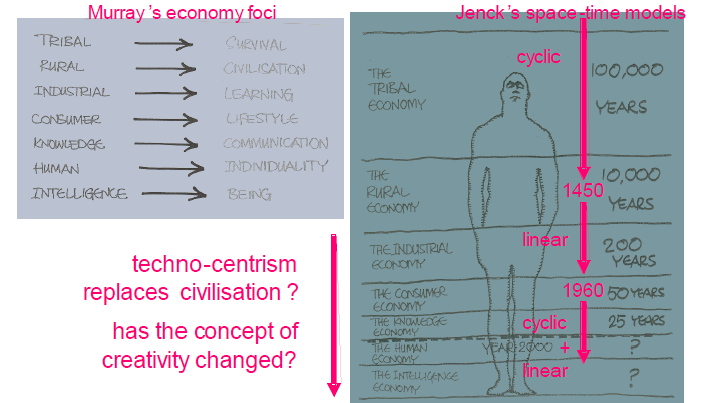 Murray's economy foci
TRIBAL SURVIVAL
RURAL CIVILISATION
INDUSTRIAL LEARNING
CONSUMER LIFESTYLE
KNOWLEDGE COMMUNICATION
HUMAN INDIVIDUALITY
INTELLIGENCE BEING
techno-centrism
replaces civilisation ?
has the concept of
creativity changed?
Jenck's space-time models
cyclic
THE
TRIBAL
ECONOMY
100,000
YEARS
THE
RURAL
ECONOMY
10,000
YEARS
1450
linear
THE INDUSTRIAL
ECONOMY
200
YEARS
THE CONSUMER
ECONOMY
1960
50 YEARS
THE KNOWLEDGE
ECONOMY
cyclic
25 YEARS
THE HUMAN
ECONOMY
YEAR 2000 +
?
THE INTELLIGENCE
ECONOMY
linear
?